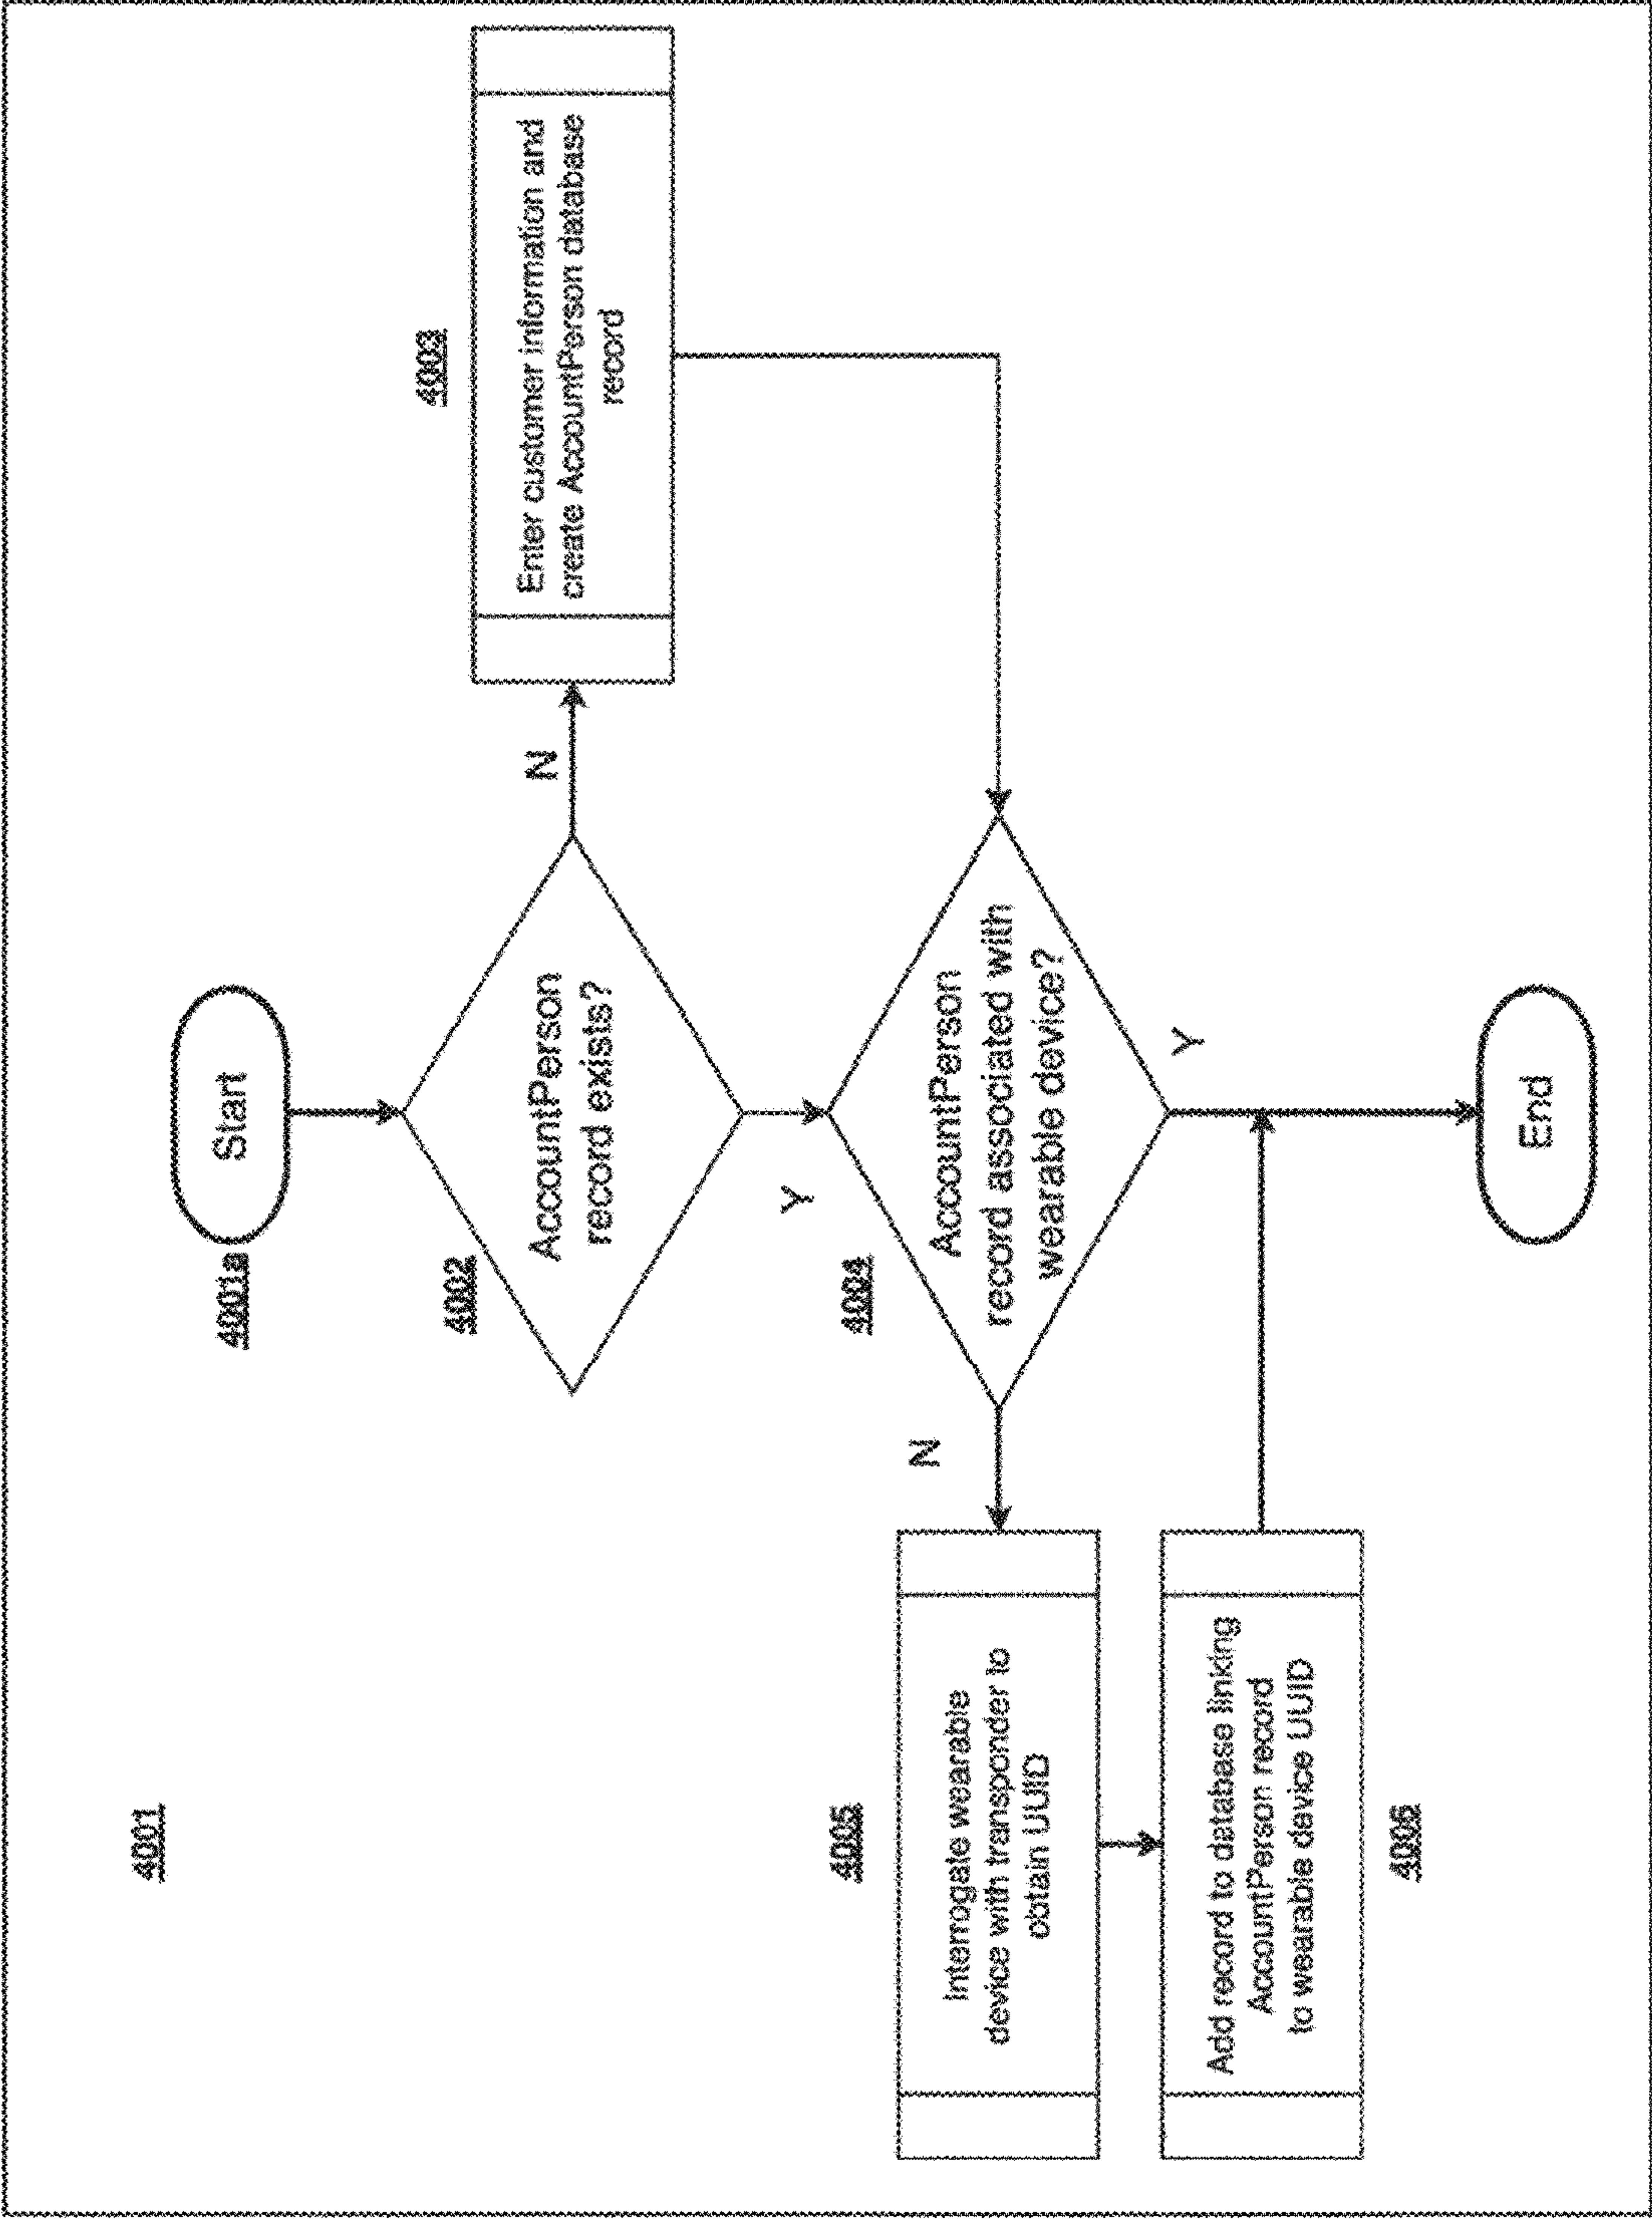 4001
4001a
Start
4002
AccountPerson
record exists?
N
4003
Enter customer information and
create AccountPerson database
record
Y
4004
AccountPerson
record associated with
wearable device?
N
Y
4005
Interrogate wearable
device with transponder to
obtain UUID
Add record to database linking
AccountPerson record
to wearable device UUID
4006
End